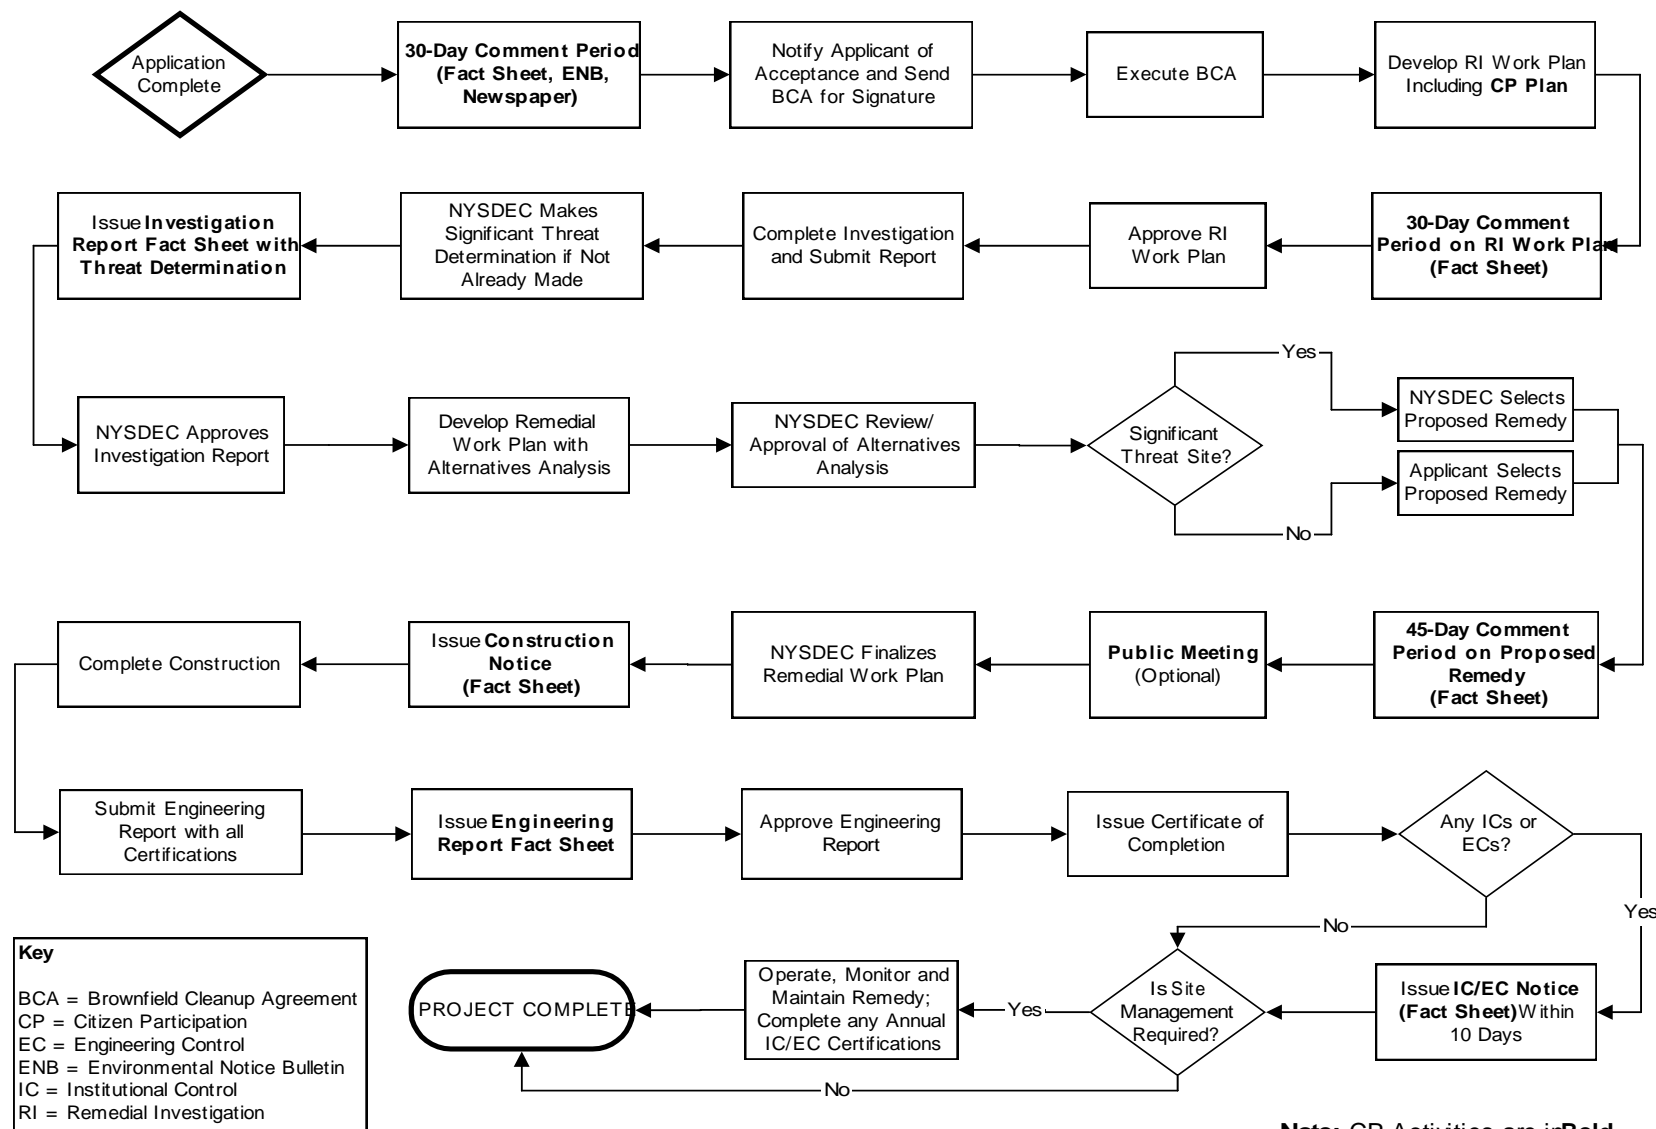 Application
Complete
30-Day Comment Period
(Fact Sheet, ENB,
Newspaper)
Notify Applicant of
Acceptance and Send
BCA for Signature
Execute BCA
Develop RI Work Plan
Including CP Plan
Issue Investigation
Report Fact Sheet with
Threat Determination
NYSDEC Makes
Significant Threat
Determination if Not
Already Made
Complete Investigation
and Submit Report
Approve RI
Work Plan
30-Day Comment
Period on RI Work Plan
(Fact Sheet)
NYSDEC Approves
Investigation Report
Develop Remedial
Work Plan with
Alternatives Analysis
NYSDEC Review/
Approval of Alternatives
Analysis
Significant
Threat Site?
Yes
No
NYSDEC Selects
Proposed Remedy
Applicant Selects
Proposed Remedy
Complete Construction
Issue Construction
Notice
(Fact Sheet)
NYSDEC Finalizes
Remedial Work Plan
Public Meeting
(Optional)
45-Day Comment
Period on Proposed
Remedy
(Fact Sheet)
Submit Engineering
Report with all
Certifications
Issue Engineering
Report Fact Sheet
Approve Engineering
Report
Issue Certificate of
Completion
Any ICs or
ECs?
Yes
No
Key
BCA = Brownfield Cleanup Agreement
CP = Citizen Participation
EC = Engineering Control
ENB = Environmental Notice Bulletin
IC = Institutional Control
RI = Remedial Investigation
PROJECT COMPLETE
Operate, Monitor and
Maintain Remedy;
Complete any Annual
IC/EC Certifications
Yes
Is Site
Management
Required?
Issue IC/EC Notice
(Fact Sheet) Within
10 Days
No
Note: CP Activities are in Bold